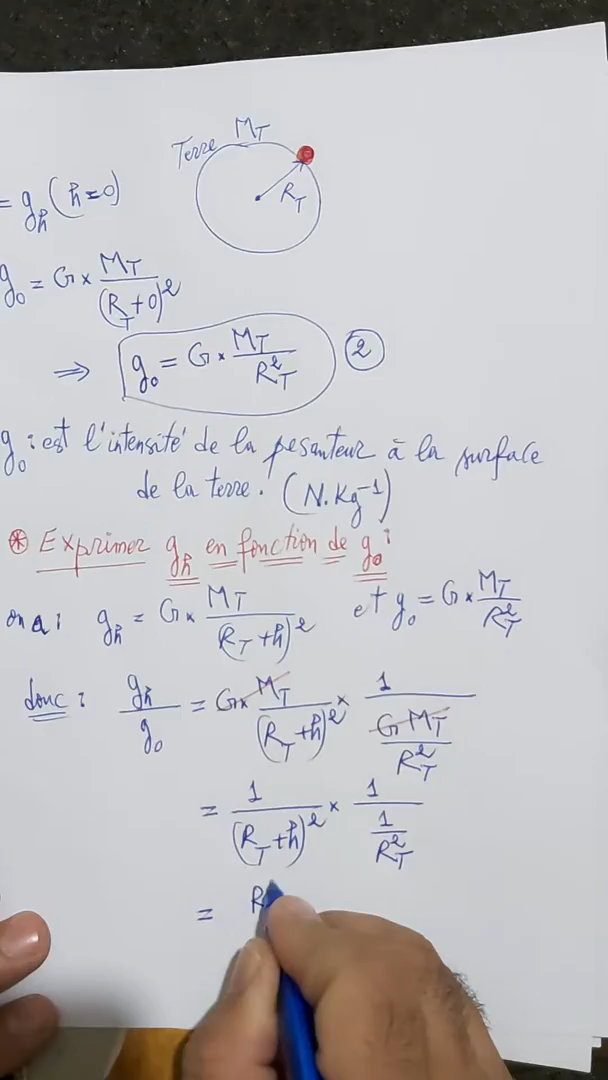 Terre M_T
R_T
= g_h (h=0)
g_0 = G × M_T / (R_T+0)²
⇒ g_0 = G × M_T / R_T² ②
g_0 : est l'intensité de la pesanteur à la surface
de la terre. (N.Kg⁻¹)
⊛ Exprimer g_h en fonction de g_0 :
on a : g_h = G × M_T / (R_T+h)² et g_0 = G × M_T / R_T²
donc : g_h / g_0 = G × M_T / (R_T+h)² × 1 / (G M_T / R_T²)
= 1 / (R_T+h)² × 1 / (1 / R_T²)
= R